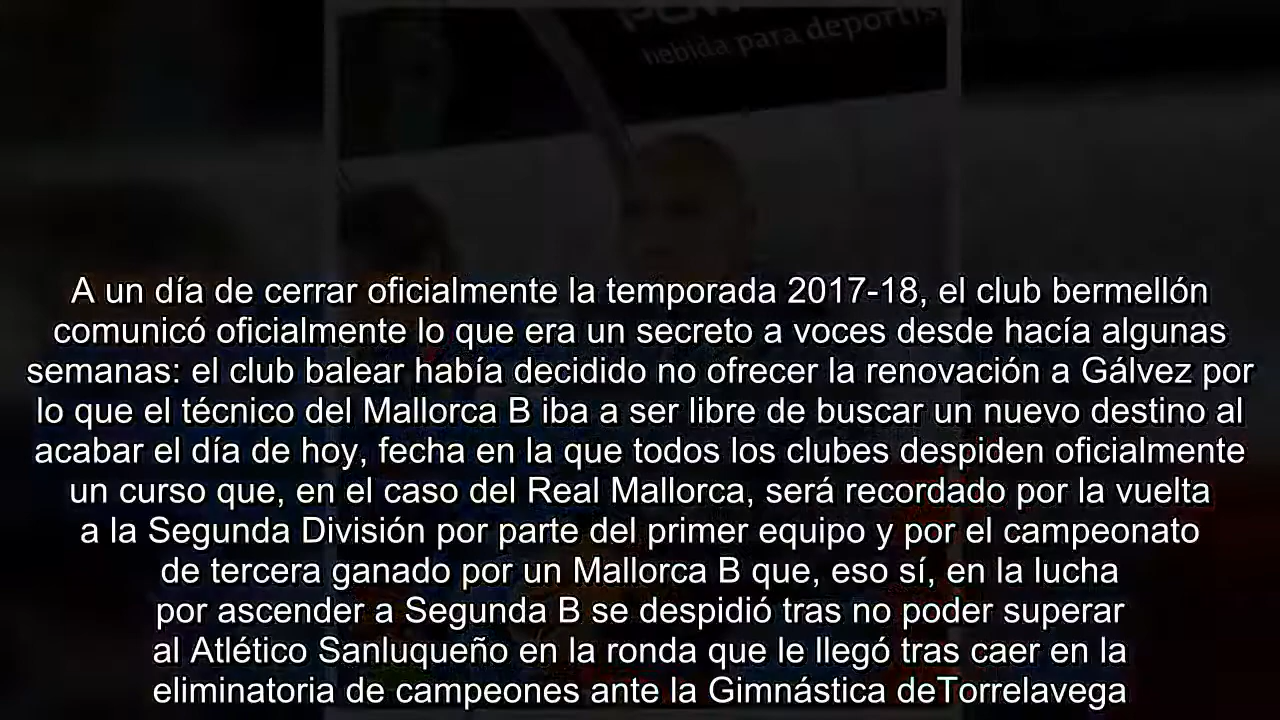 bebida para deportis
A un día de cerrar oficialmente la temporada 2017-18, el club bermellón
comunicó oficialmente lo que era un secreto a voces desde hacía algunas
semanas: el club balear había decidido no ofrecer la renovación a Gálvez por
lo que el técnico del Mallorca B iba a ser libre de buscar un nuevo destino al
acabar el día de hoy, fecha en la que todos los clubes despiden oficialmente
un curso que, en el caso del Real Mallorca, será recordado por la vuelta
a la Segunda División por parte del primer equipo y por el campeonato
de tercera ganado por un Mallorca B que, eso sí, en la lucha
por ascender a Segunda B se despidió tras no poder superar
al Atlético Sanluqueño en la ronda que le llegó tras caer en la
eliminatoria de campeones ante la Gimnástica deTorrelavega